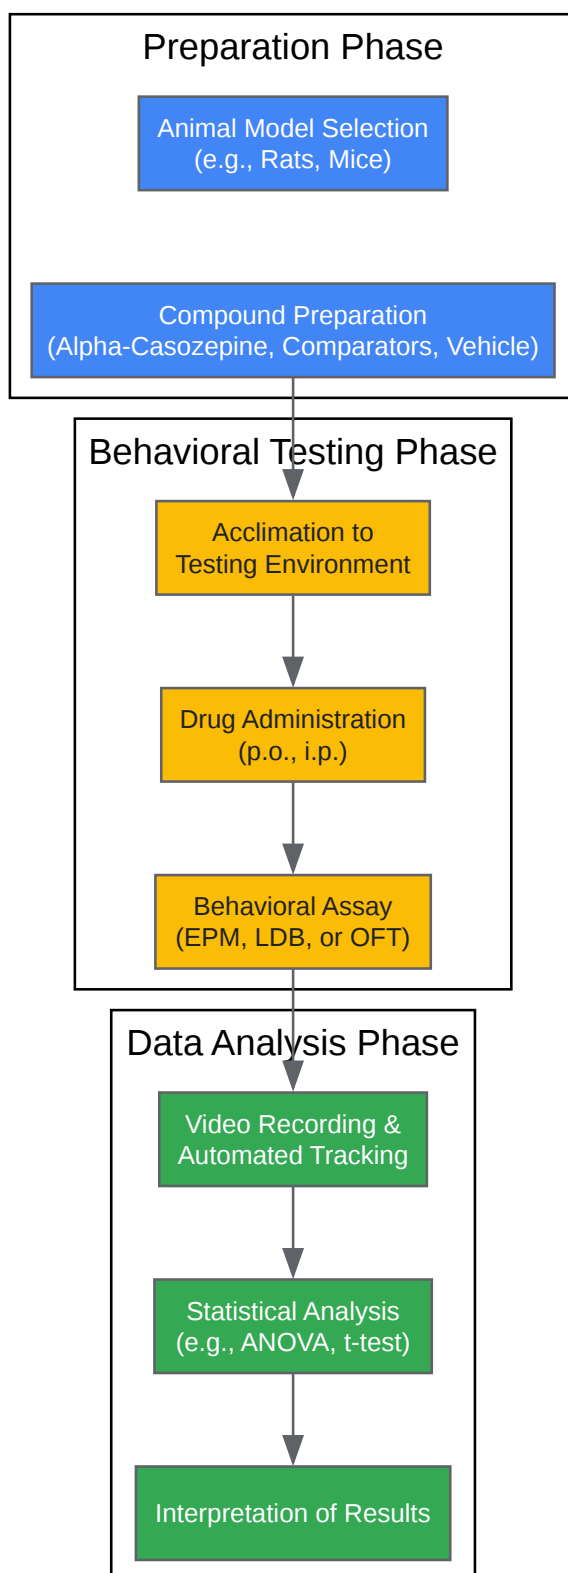 Preparation Phase
Animal Model Selection
(e.g., Rats, Mice)
Compound Preparation
(Alpha-Casozepine, Comparators, Vehicle)
Behavioral Testing Phase
Acclimation to
Testing Environment
Drug Administration
(p.o., i.p.)
Behavioral Assay
(EPM, LDB, or OFT)
Data Analysis Phase
Video Recording &
Automated Tracking
Statistical Analysis
(e.g., ANOVA, t-test)
Interpretation of Results